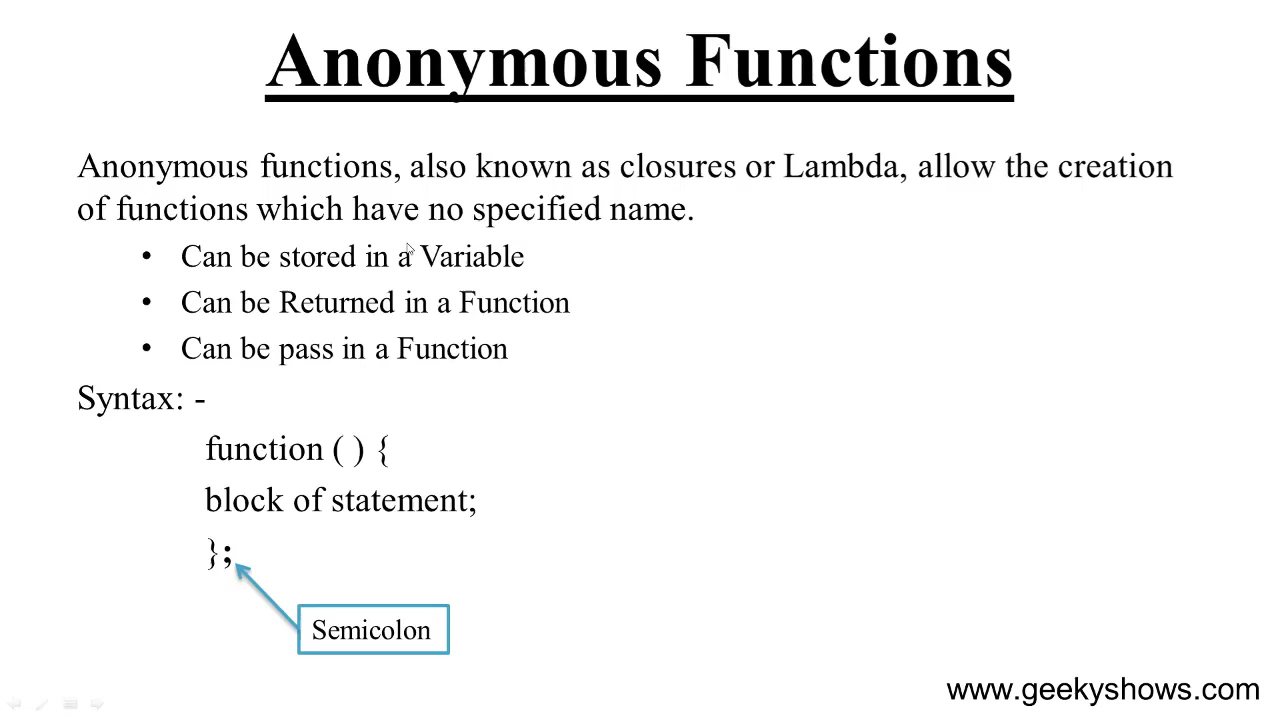 Anonymous Functions
Anonymous functions, also known as closures or Lambda, allow the creation
of functions which have no specified name.
• Can be stored in a Variable
• Can be Returned in a Function
• Can be pass in a Function
Syntax: -
function ( ) {
block of statement;
};
Semicolon
www.geekyshows.com